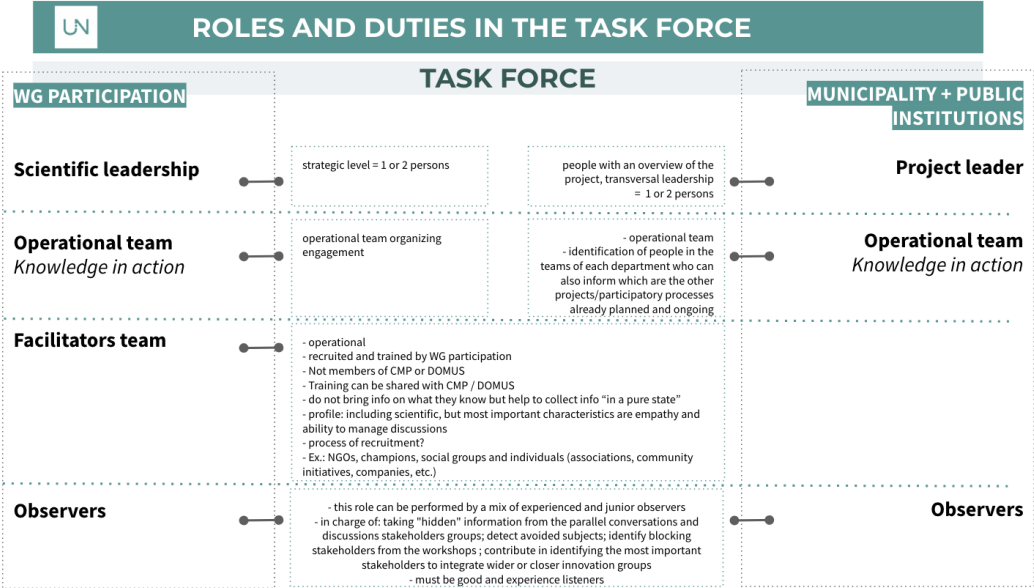 UN
ROLES AND DUTIES IN THE TASK FORCE
TASK FORCE
WG PARTICIPATION
MUNICIPALITY + PUBLIC
INSTITUTIONS
Scientific leadership
strategic level = 1 or 2 persons
people with an overview of the
project, transversal leadership
= 1 or 2 persons
Project leader
Operational team
Knowledge in action
operational team organizing
engagement
- operational team
- identification of people in the
teams of each department who can
also inform which are the other
projects/participatory processes
already planned and ongoing
Operational team
Knowledge in action
Facilitators team
- operational
- recruited and trained by WG participation
- Not members of CMP or DOMUS
- Training can be shared with CMP / DOMUS
- do not bring info on what they know but help to collect info “in a pure state”
- profile: including scientific, but most important characteristics are empathy and
ability to manage discussions
- process of recruitment?
- Ex.: NGOs, champions, social groups and individuals (associations, community
initiatives, companies, etc.)
Observers
- this role can be performed by a mix of experienced and junior observers
- in charge of: taking "hidden" information from the parallel conversations and
discussions stakeholders groups; detect avoided subjects; identify blocking
stakeholders from the workshops ; contribute in identifying the most important
stakeholders to integrate wider or closer innovation groups
- must be good and experience listeners
Observers